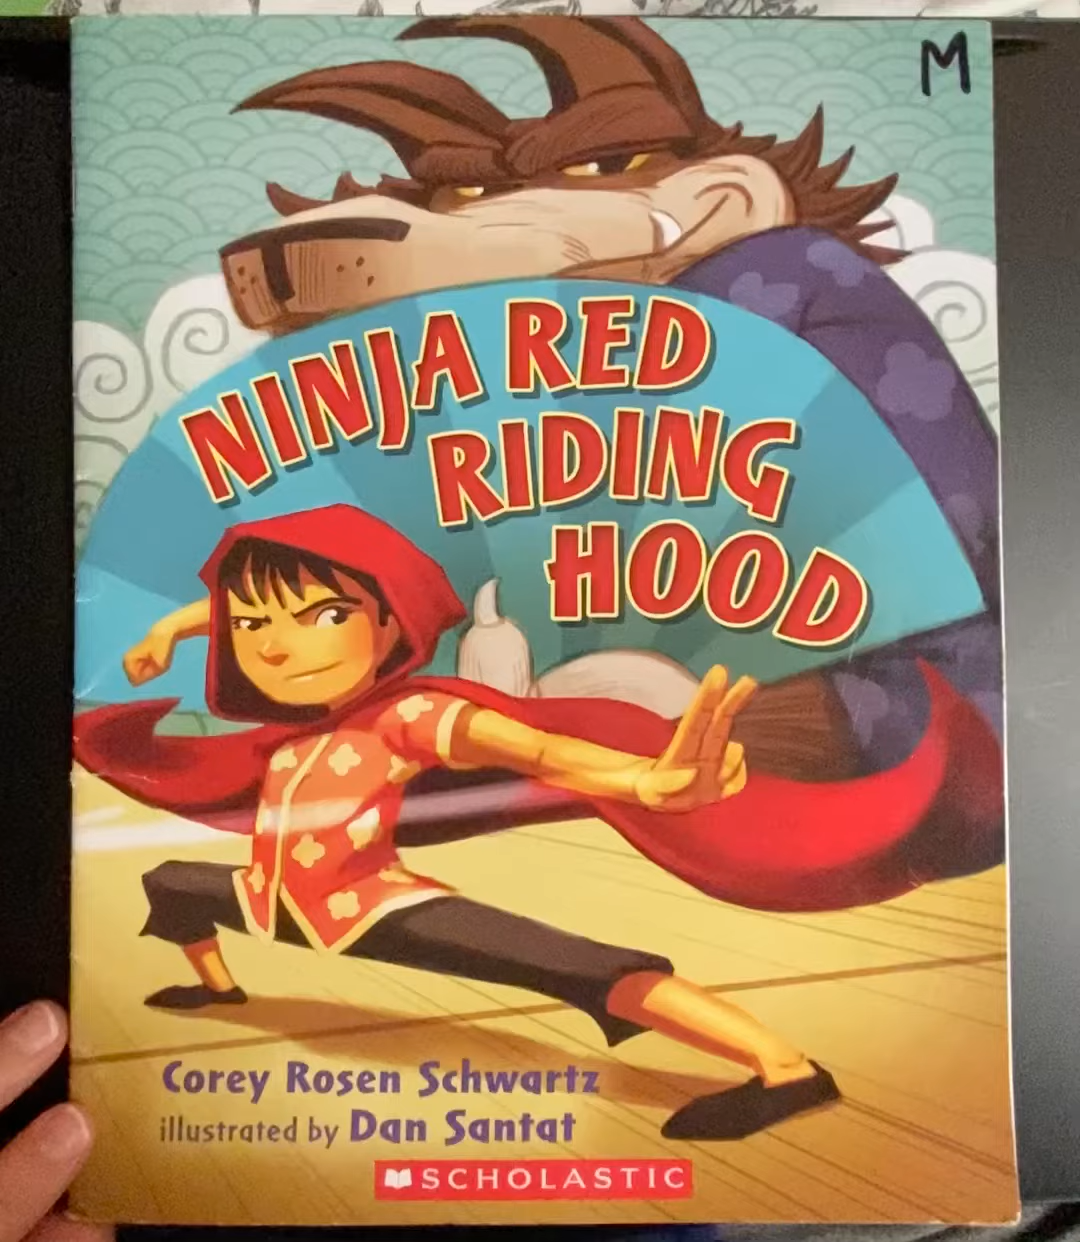 M
NINJA RED
RIDING
HOOD
Corey Rosen Schwartz
illustrated by Dan Santat
SCHOLASTIC